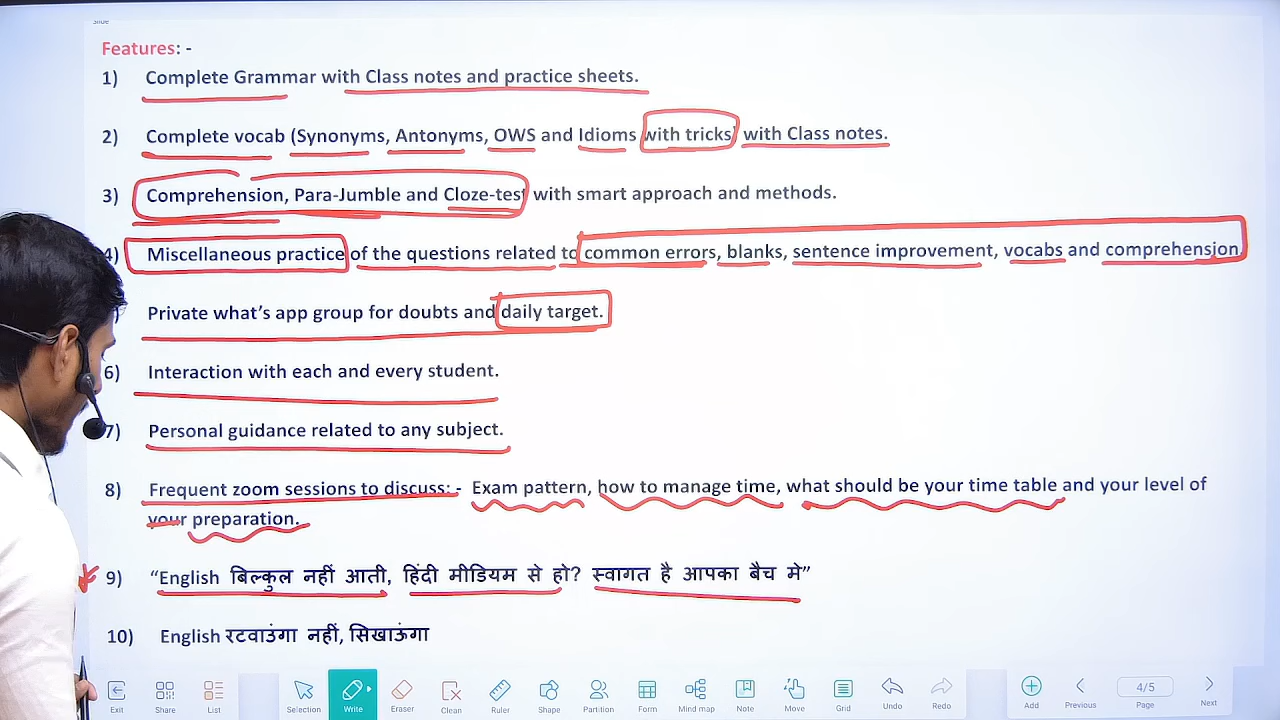 Slide
Features: -
1) Complete Grammar with Class notes and practice sheets.
2) Complete vocab (Synonyms, Antonyms, OWS and Idioms with tricks) with Class notes.
3) Comprehension, Para-Jumble and Cloze-test with smart approach and methods.
4) Miscellaneous practice of the questions related to common errors, blanks, sentence improvement, vocabs and comprehension
) Private what's app group for doubts and daily target.
6) Interaction with each and every student.
7) Personal guidance related to any subject.
8) Frequent zoom sessions to discuss: - Exam pattern, how to manage time, what should be your time table and your level of
your preparation.
9) “English बिल्कुल नहीं आती, हिंदी मीडियम से हो? स्वागत है आपका बैच मे”
10) English रटवाउंगा नहीं, सिखाऊंगा
Exit Share List Selection Write Eraser Clean Ruler Shape Partition Form Mind map Note Move Grid Undo Redo Add Previous 4/5 Page Next